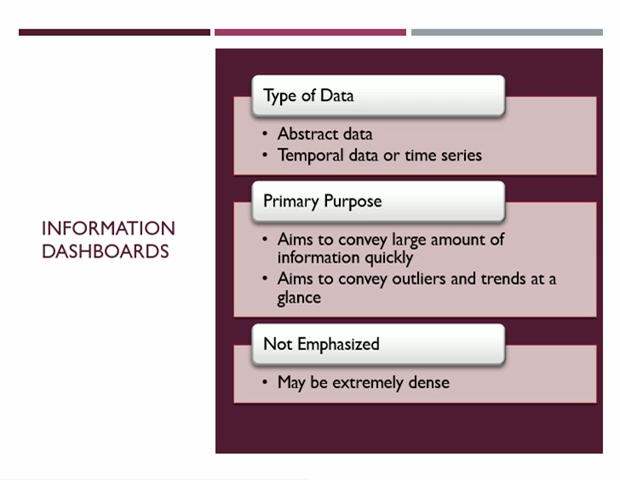 INFORMATION
DASHBOARDS
Type of Data
• Abstract data
• Temporal data or time series
Primary Purpose
• Aims to convey large amount of
information quickly
• Aims to convey outliers and trends at a
glance
Not Emphasized
• May be extremely dense